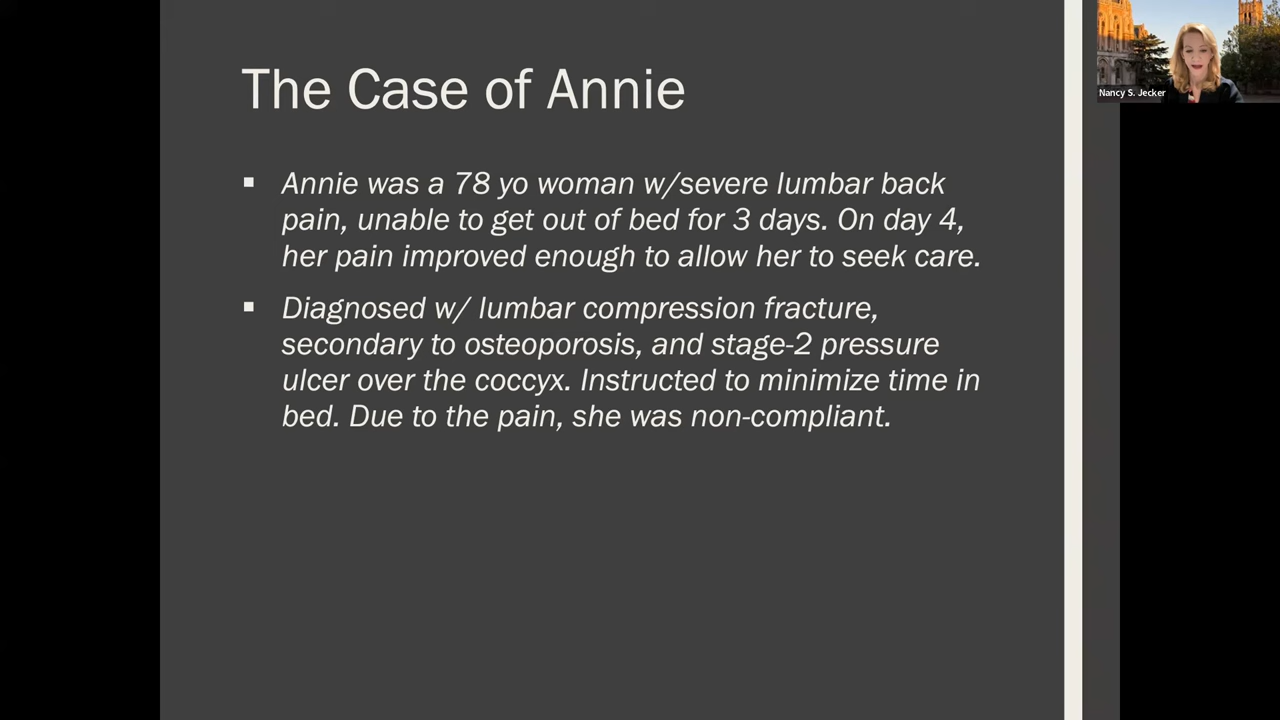 The Case of Annie
Nancy S. Jecker
▪ Annie was a 78 yo woman w/severe lumbar back
pain, unable to get out of bed for 3 days. On day 4,
her pain improved enough to allow her to seek care.
▪ Diagnosed w/ lumbar compression fracture,
secondary to osteoporosis, and stage-2 pressure
ulcer over the coccyx. Instructed to minimize time in
bed. Due to the pain, she was non-compliant.